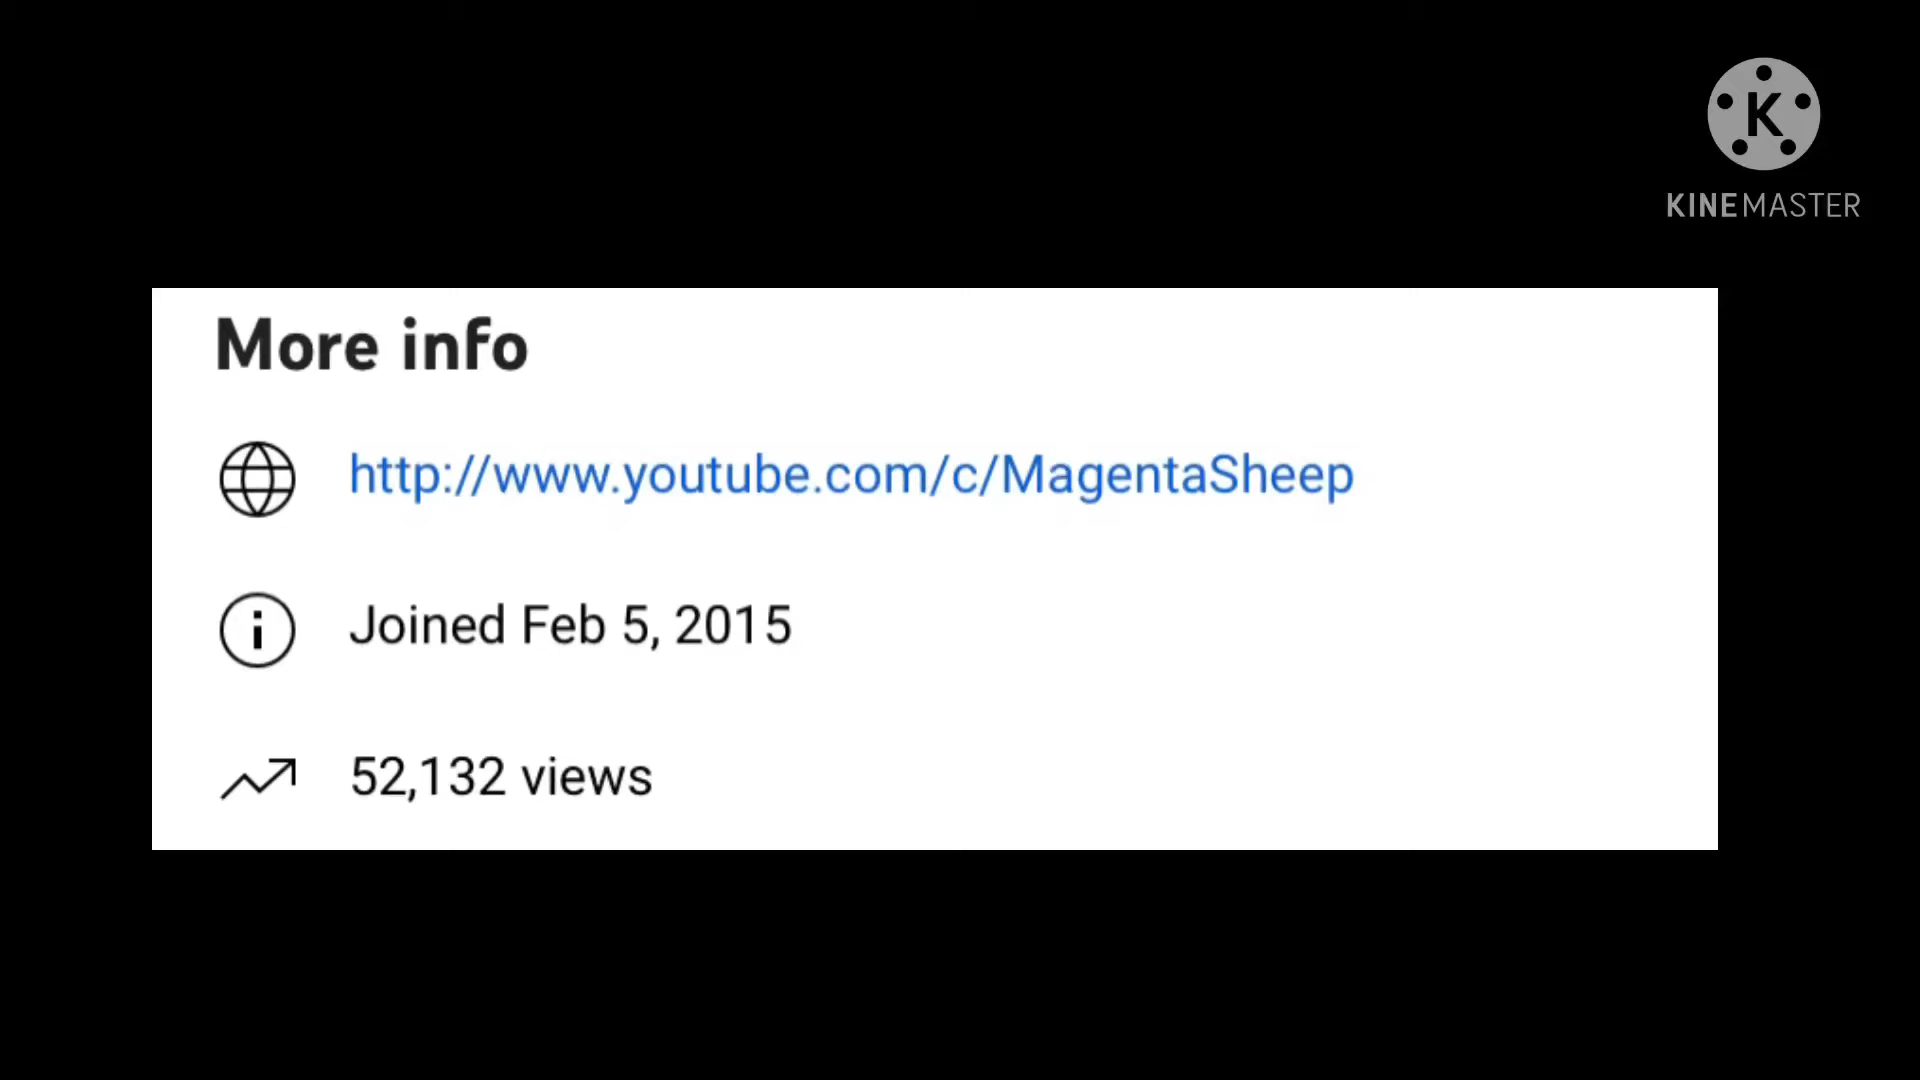 K
KINEMASTER
More info
http://www.youtube.com/c/MagentaSheep
Joined Feb 5, 2015
52,132 views